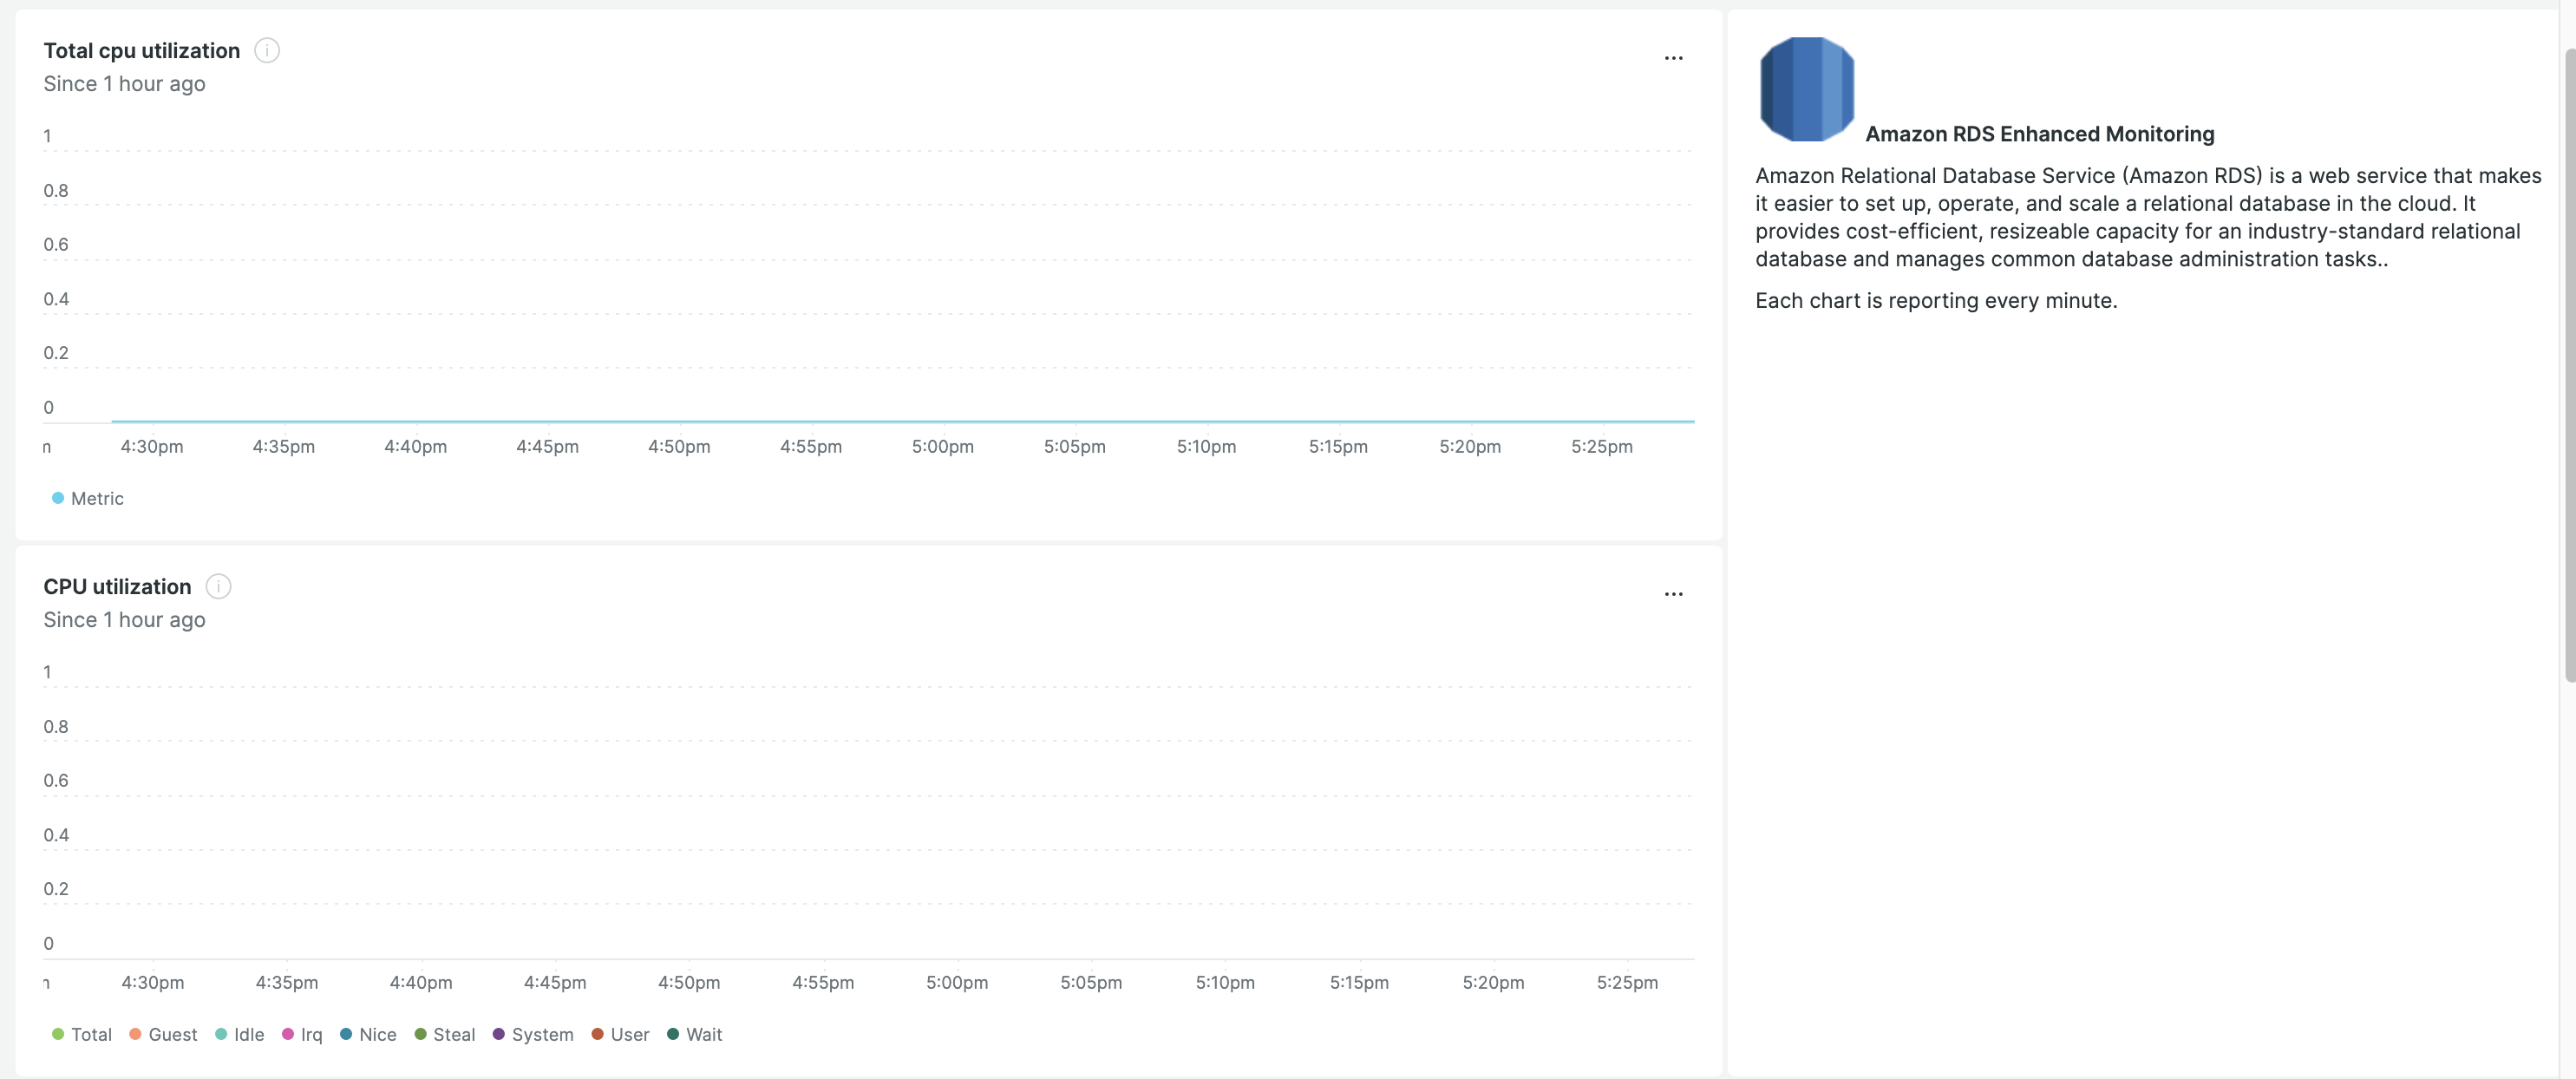 Total cpu utilization
Since 1 hour ago
1
0.8
0.6
0.4
0.2
0
4:30pm 4:35pm 4:40pm 4:45pm 4:50pm 4:55pm 5:00pm 5:05pm 5:10pm 5:15pm 5:20pm 5:25pm
Metric
CPU utilization
Since 1 hour ago
1
0.8
0.6
0.4
0.2
0
4:30pm 4:35pm 4:40pm 4:45pm 4:50pm 4:55pm 5:00pm 5:05pm 5:10pm 5:15pm 5:20pm 5:25pm
Total Guest Idle Irq Nice Steal System User Wait
Amazon RDS Enhanced Monitoring
Amazon Relational Database Service (Amazon RDS) is a web service that makes
it easier to set up, operate, and scale a relational database in the cloud. It
provides cost-efficient, resizeable capacity for an industry-standard relational
database and manages common database administration tasks..
Each chart is reporting every minute.